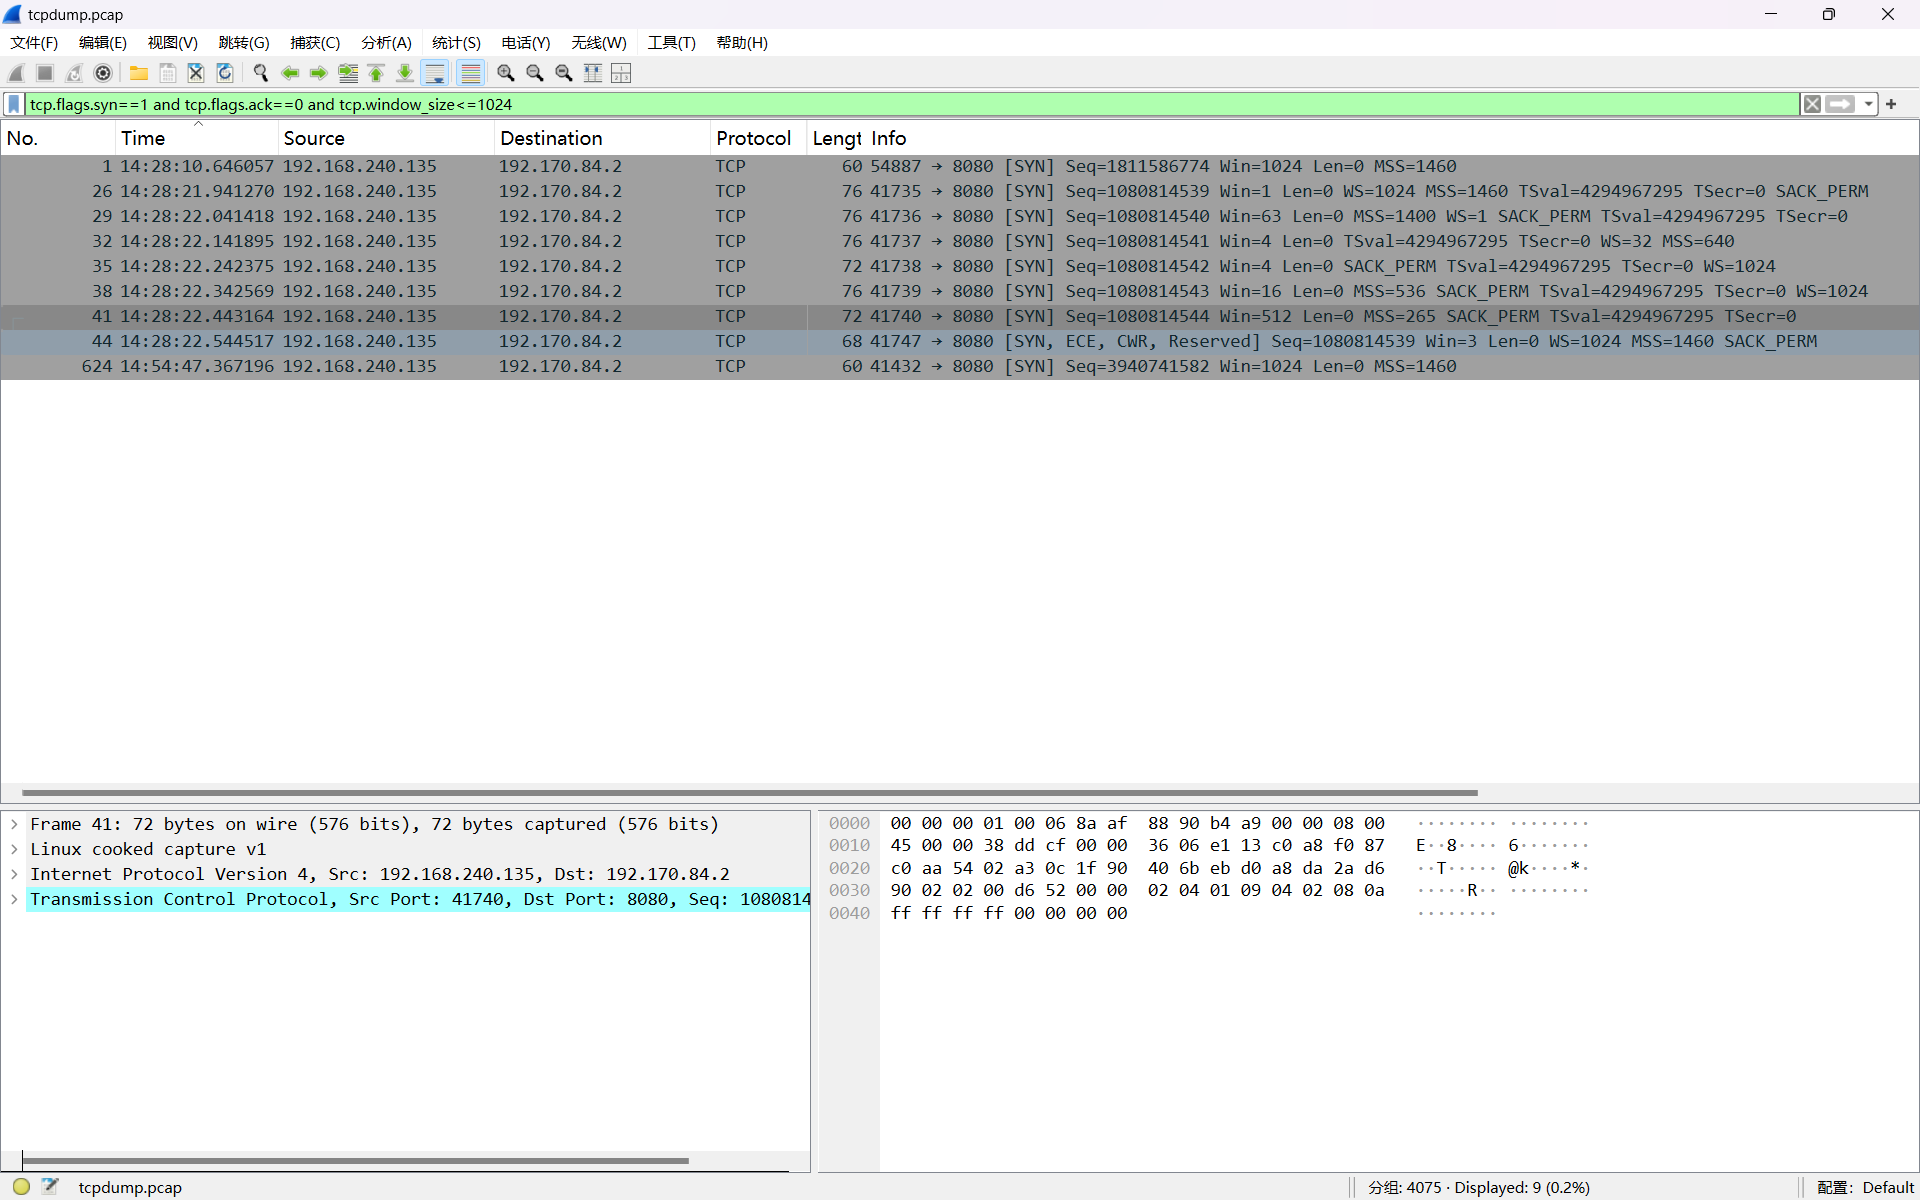 tcpdump.pcap
文件(F) 编辑(E) 视图(V) 跳转(G) 捕获(C) 分析(A) 统计(S) 电话(Y) 无线(W) 工具(T) 帮助(H)
tcp.flags.syn==1 and tcp.flags.ack==0 and tcp.window_size<=1024
No. Time Source Destination Protocol Lengt Info
1 14:28:10.646057 192.168.240.135 192.170.84.2 TCP 60 54887 → 8080 [SYN] Seq=1811586774 Win=1024 Len=0 MSS=1460
26 14:28:21.941270 192.168.240.135 192.170.84.2 TCP 76 41735 → 8080 [SYN] Seq=1080814539 Win=1 Len=0 WS=1024 MSS=1460 TSval=4294967295 TSecr=0 SACK_PERM
29 14:28:22.041418 192.168.240.135 192.170.84.2 TCP 76 41736 → 8080 [SYN] Seq=1080814540 Win=63 Len=0 MSS=1400 WS=1 SACK_PERM TSval=4294967295 TSecr=0
32 14:28:22.141895 192.168.240.135 192.170.84.2 TCP 76 41737 → 8080 [SYN] Seq=1080814541 Win=4 Len=0 TSval=4294967295 TSecr=0 WS=32 MSS=640
35 14:28:22.242375 192.168.240.135 192.170.84.2 TCP 72 41738 → 8080 [SYN] Seq=1080814542 Win=4 Len=0 SACK_PERM TSval=4294967295 TSecr=0 WS=1024
38 14:28:22.342569 192.168.240.135 192.170.84.2 TCP 76 41739 → 8080 [SYN] Seq=1080814543 Win=16 Len=0 MSS=536 SACK_PERM TSval=4294967295 TSecr=0 WS=1024
41 14:28:22.443164 192.168.240.135 192.170.84.2 TCP 72 41740 → 8080 [SYN] Seq=1080814544 Win=512 Len=0 MSS=265 SACK_PERM TSval=4294967295 TSecr=0
44 14:28:22.544517 192.168.240.135 192.170.84.2 TCP 68 41747 → 8080 [SYN, ECE, CWR, Reserved] Seq=1080814539 Win=3 Len=0 WS=1024 MSS=1460 SACK_PERM
624 14:54:47.367196 192.168.240.135 192.170.84.2 TCP 60 41432 → 8080 [SYN] Seq=3940741582 Win=1024 Len=0 MSS=1460
Frame 41: 72 bytes on wire (576 bits), 72 bytes captured (576 bits)
Linux cooked capture v1
Internet Protocol Version 4, Src: 192.168.240.135, Dst: 192.170.84.2
Transmission Control Protocol, Src Port: 41740, Dst Port: 8080, Seq: 1080814
0000 00 00 00 01 00 06 8a af 88 90 b4 a9 00 00 08 00 ········ ········
0010 45 00 00 38 dd cf 00 00 36 06 e1 13 c0 a8 f0 87 E··8···· 6·······
0020 c0 aa 54 02 a3 0c 1f 90 40 6b eb d0 a8 da 2a d6 ··T····· @k····*·
0030 90 02 02 00 d6 52 00 00 02 04 01 09 04 02 08 0a ·····R·· ········
0040 ff ff ff ff 00 00 00 00 ········
tcpdump.pcap 分组: 4075 · Displayed: 9 (0.2%) 配置: Default